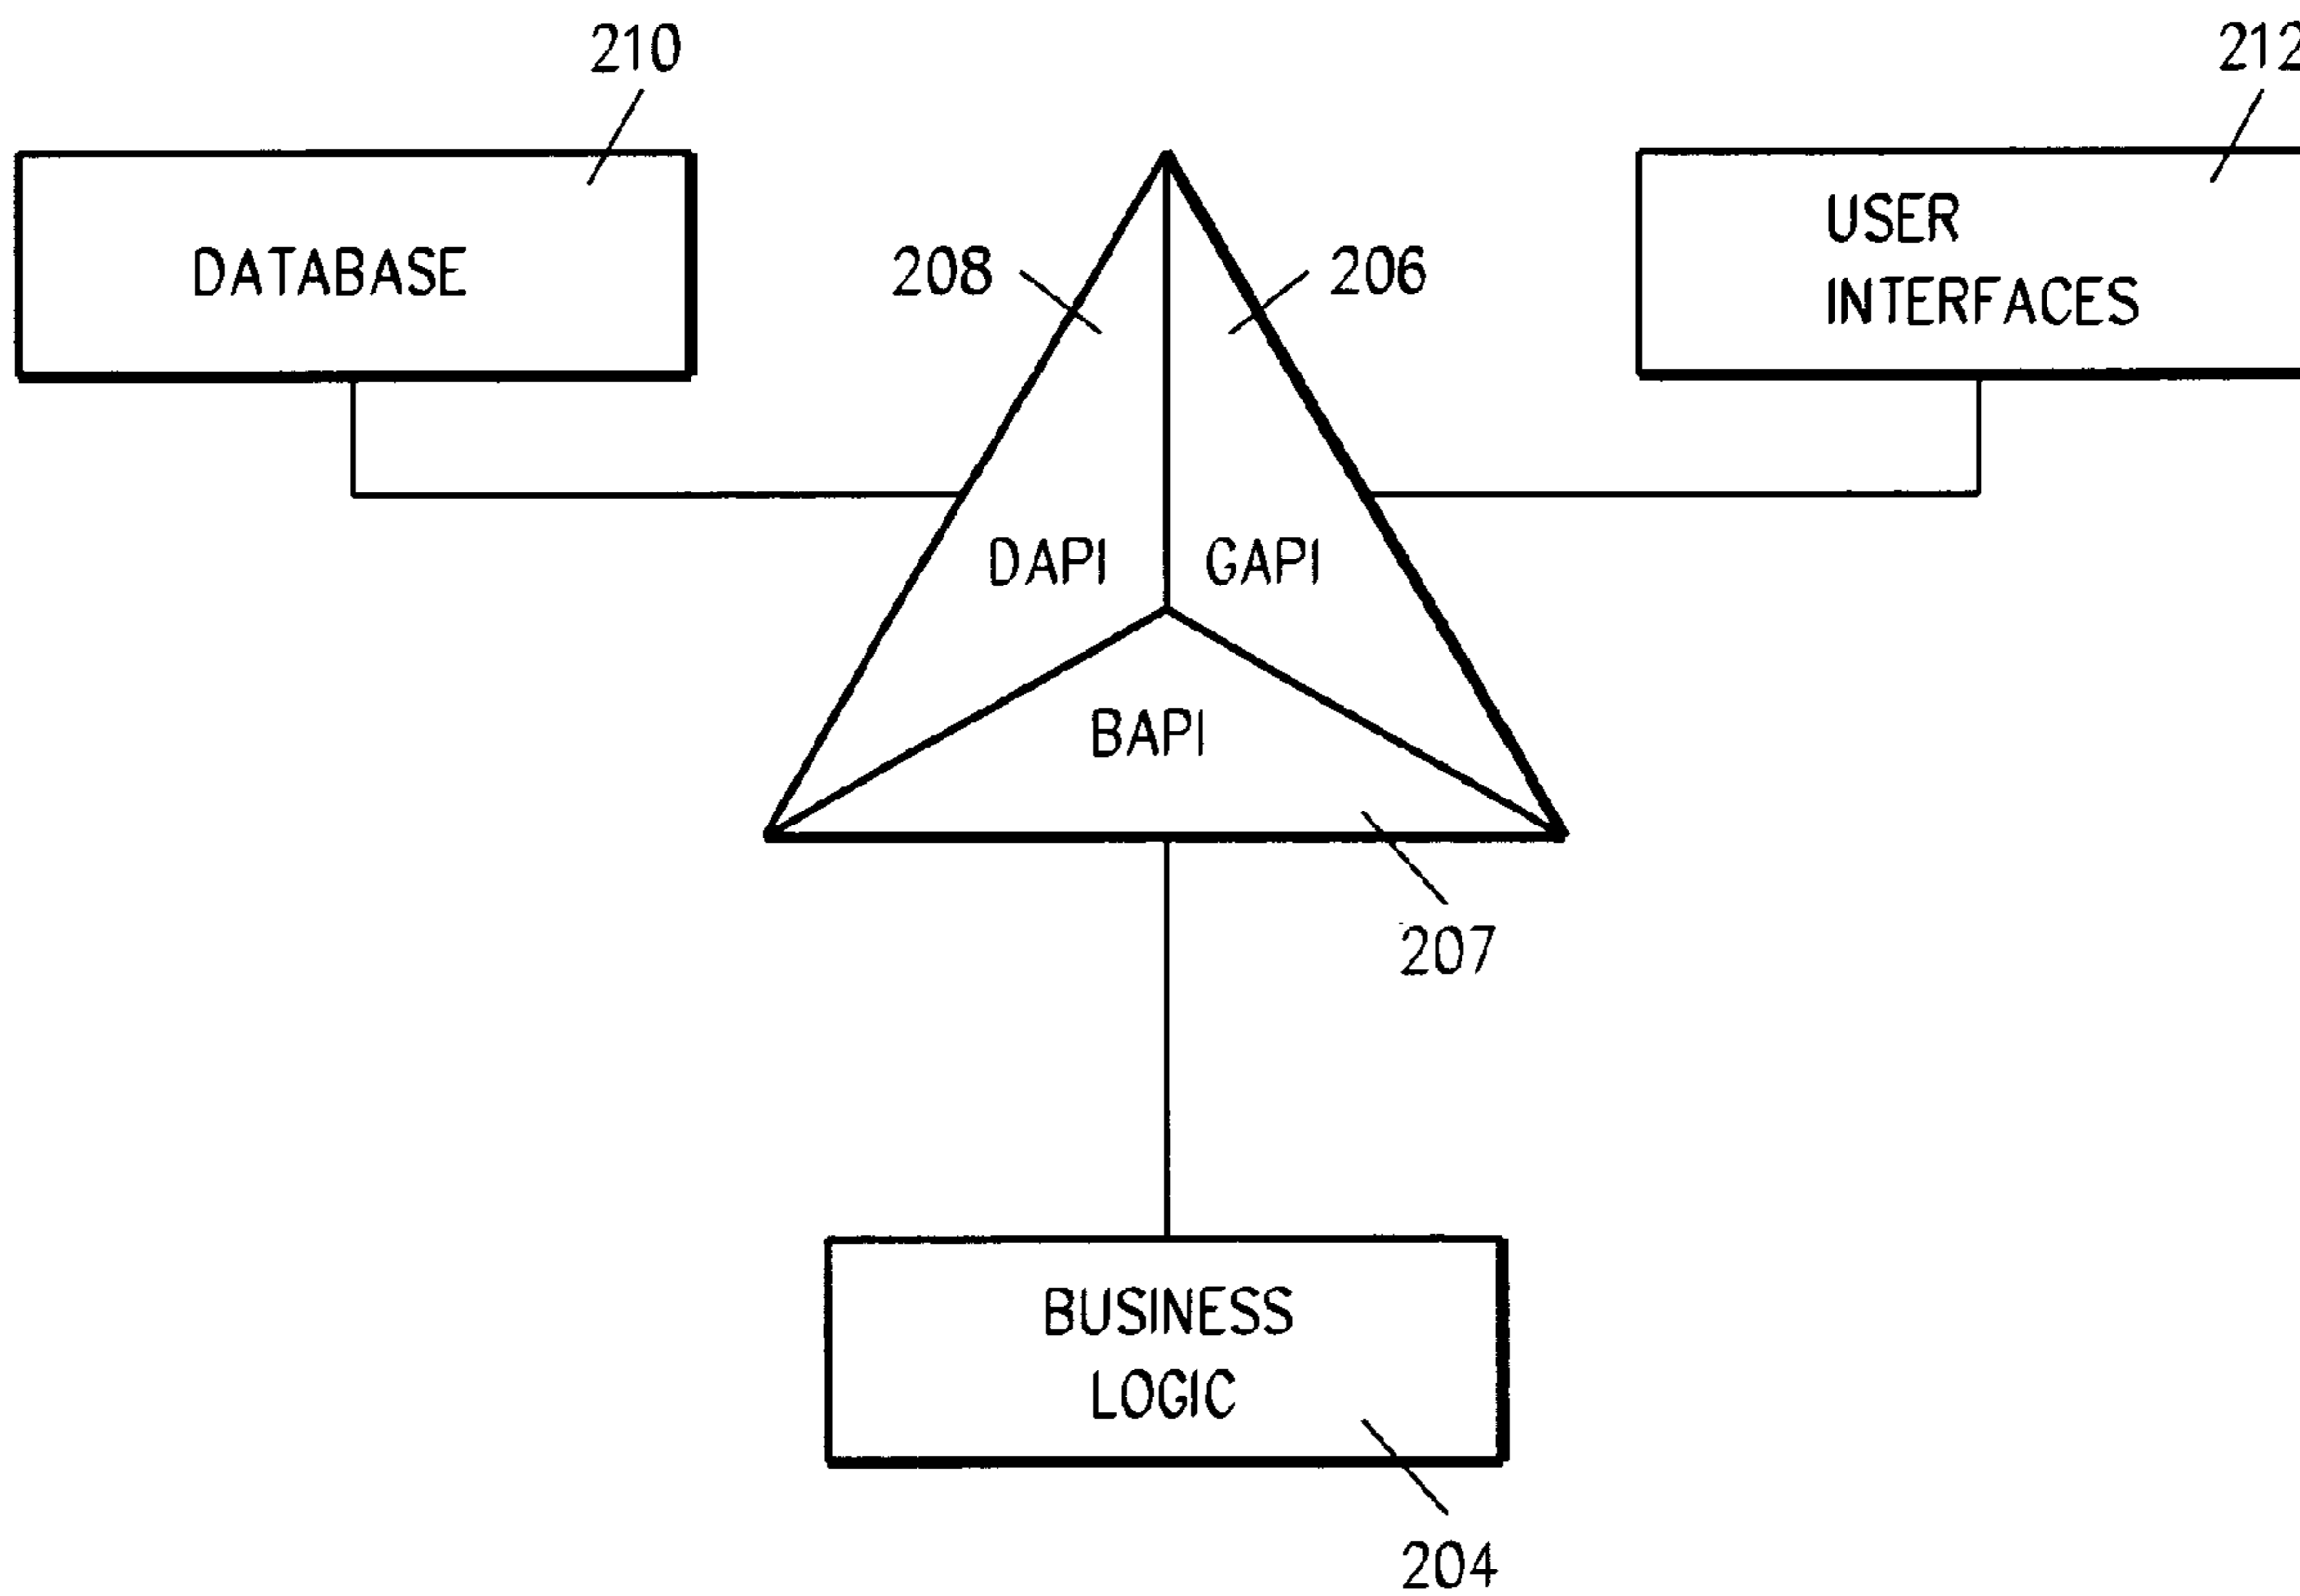 210
212
DATABASE
208
206
USER
INTERFACES
DAPI
GAPI
BAPI
207
BUSINESS
LOGIC
204